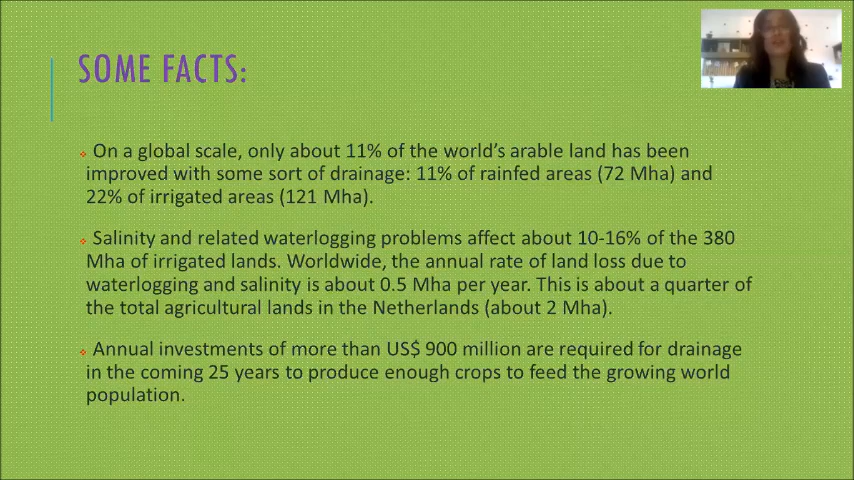 SOME FACTS:
On a global scale, only about 11% of the world's arable land has been
improved with some sort of drainage: 11% of rainfed areas (72 Mha) and
22% of irrigated areas (121 Mha).
Salinity and related waterlogging problems affect about 10-16% of the 380
Mha of irrigated lands. Worldwide, the annual rate of land loss due to
waterlogging and salinity is about 0.5 Mha per year. This is about a quarter of
the total agricultural lands in the Netherlands (about 2 Mha).
Annual investments of more than US$ 900 million are required for drainage
in the coming 25 years to produce enough crops to feed the growing world
population.